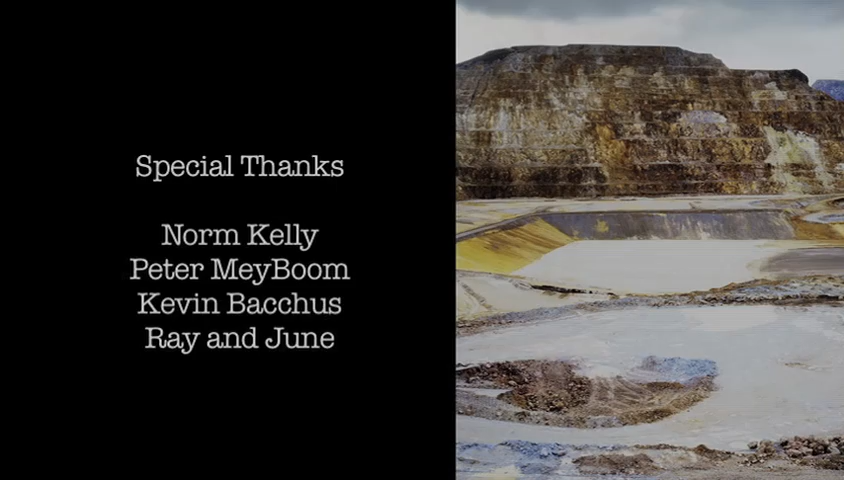 Special Thanks
Norm Kelly
Peter MeyBoom
Kevin Bacchus
Ray and June